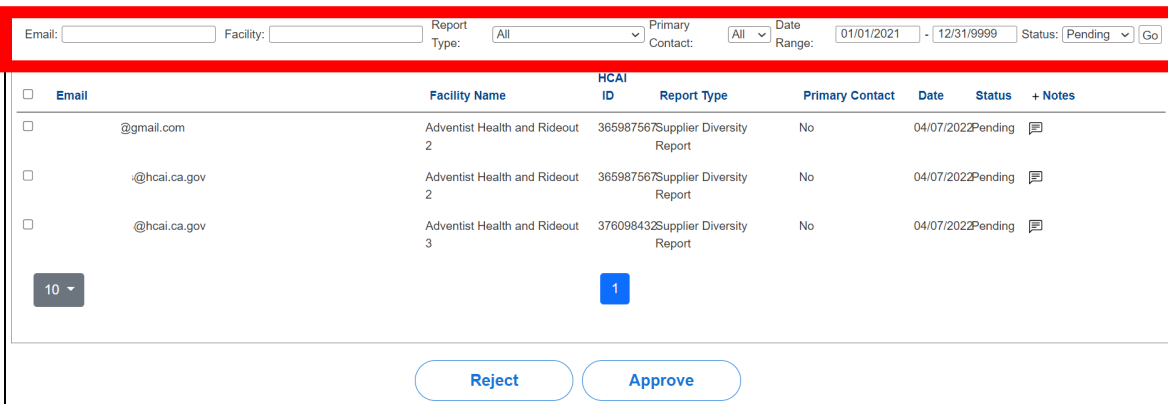 Email: Facility: Report Type: All Primary Contact: All Date Range: 01/01/2021 - 12/31/9999 Status: Pending Go
Email Facility Name HCAI ID Report Type Primary Contact Date Status + Notes
@gmail.com Adventist Health and Rideout 2 365987567 Supplier Diversity Report No 04/07/2022 Pending
@hcai.ca.gov Adventist Health and Rideout 2 365987567 Supplier Diversity Report No 04/07/2022 Pending
@hcai.ca.gov Adventist Health and Rideout 3 376098432 Supplier Diversity Report No 04/07/2022 Pending
10 1
Reject Approve